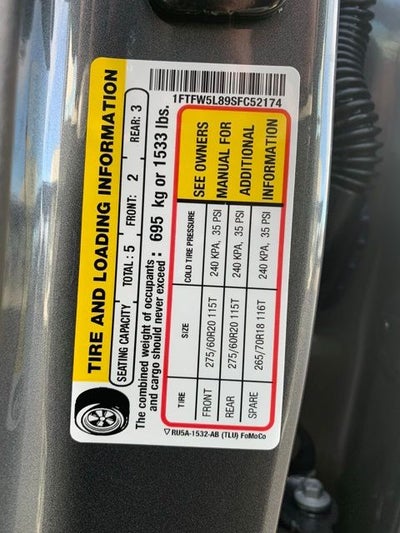 1FTFW5L89SFC52174
TIRE AND LOADING INFORMATION
SEATING CAPACITY TOTAL : 5 FRONT: 2 REAR: 3
The combined weight of occupants
and cargo should never exceed : 695 kg or 1533 lbs.
TIRE SIZE COLD TIRE PRESSURE
FRONT 275/60R20 115T 240 KPA, 35 PSI
REAR 275/60R20 115T 240 KPA, 35 PSI
SPARE 265/70R18 116T 240 KPA, 35 PSI
SEE OWNERS
MANUAL FOR
ADDITIONAL
INFORMATION
▽ RU5A-1532-AB (TLU) FoMoCo